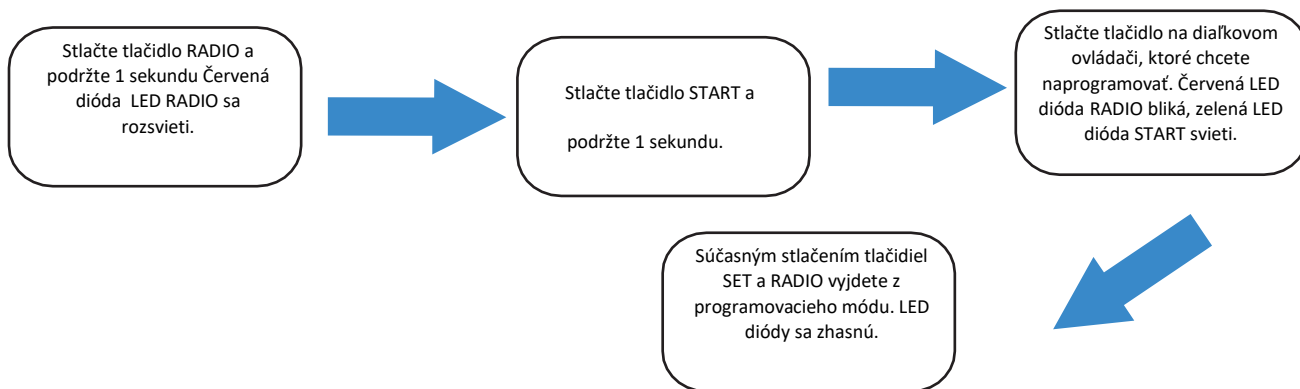 Stlačte tlačidlo RADIO a
podržte 1 sekundu Červená
dióda LED RADIO sa
rozsvieti.
Stlačte tlačidlo START a
podržte 1 sekundu.
Stlačte tlačidlo na diaľkovom
ovládači, ktoré chcete
naprogramovať. Červená LED
dióda RADIO bliká, zelená LED
dióda START svieti.
Súčasným stlačením tlačidiel
SET a RADIO vyjdete z
programovacieho módu. LED
diódy sa zhasnú.